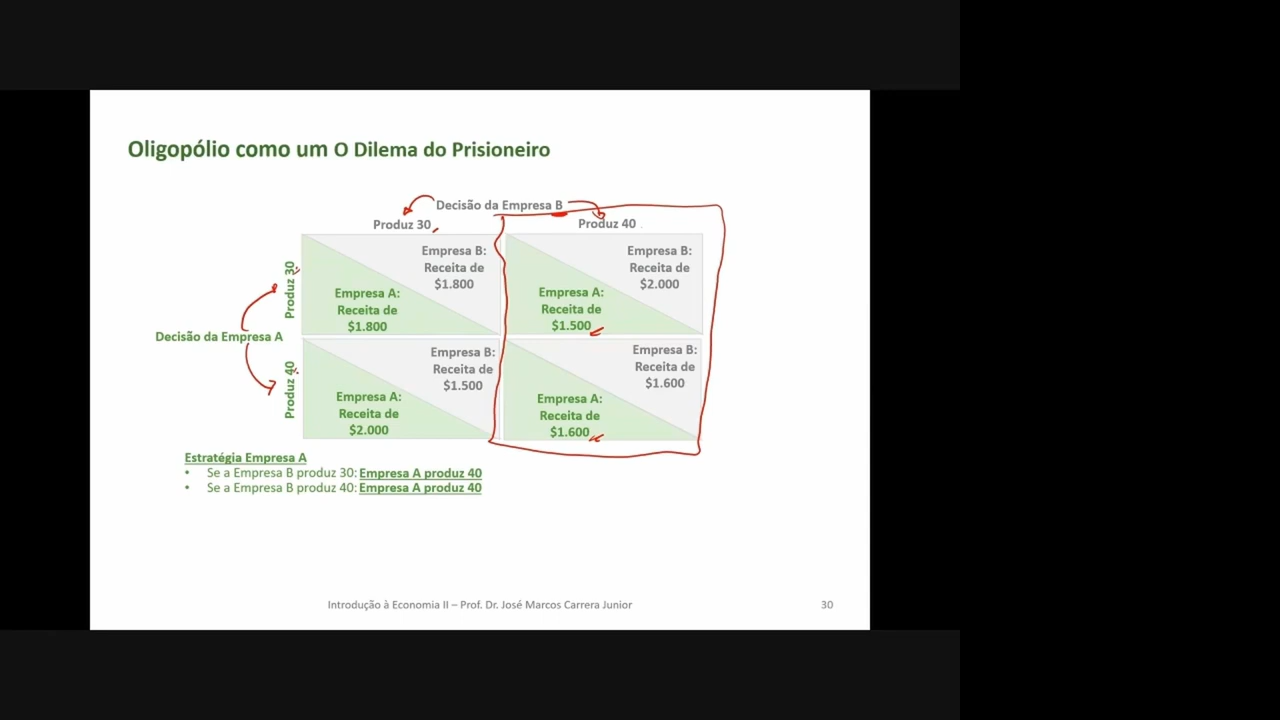 Oligopólio como um O Dilema do Prisioneiro
Decisão da Empresa B
Produz 30
Produz 40
Decisão da Empresa A
Produz 30
Empresa B:
Receita de
$1.800
Empresa A:
Receita de
$1.800
Empresa B:
Receita de
$2.000
Empresa A:
Receita de
$1.500
Produz 40
Empresa B:
Receita de
$1.500
Empresa A:
Receita de
$2.000
Empresa B:
Receita de
$1.600
Empresa A:
Receita de
$1.600
Estratégia Empresa A
• Se a Empresa B produz 30: Empresa A produz 40
• Se a Empresa B produz 40: Empresa A produz 40
Introdução à Economia II – Prof. Dr. José Marcos Carrera Junior
30